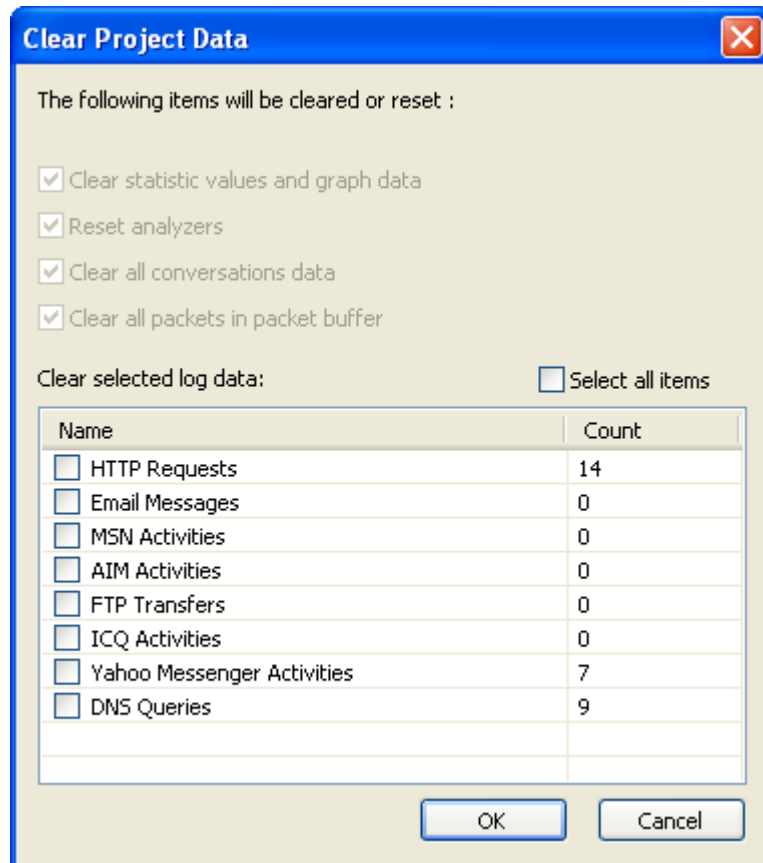 Clear Project Data
The following items will be cleared or reset :
Clear statistic values and graph data
Reset analyzers
Clear all conversations data
Clear all packets in packet buffer
Clear selected log data: Select all items
Name Count
HTTP Requests 14
Email Messages 0
MSN Activities 0
AIM Activities 0
FTP Transfers 0
ICQ Activities 0
Yahoo Messenger Activities 7
DNS Queries 9
OK Cancel